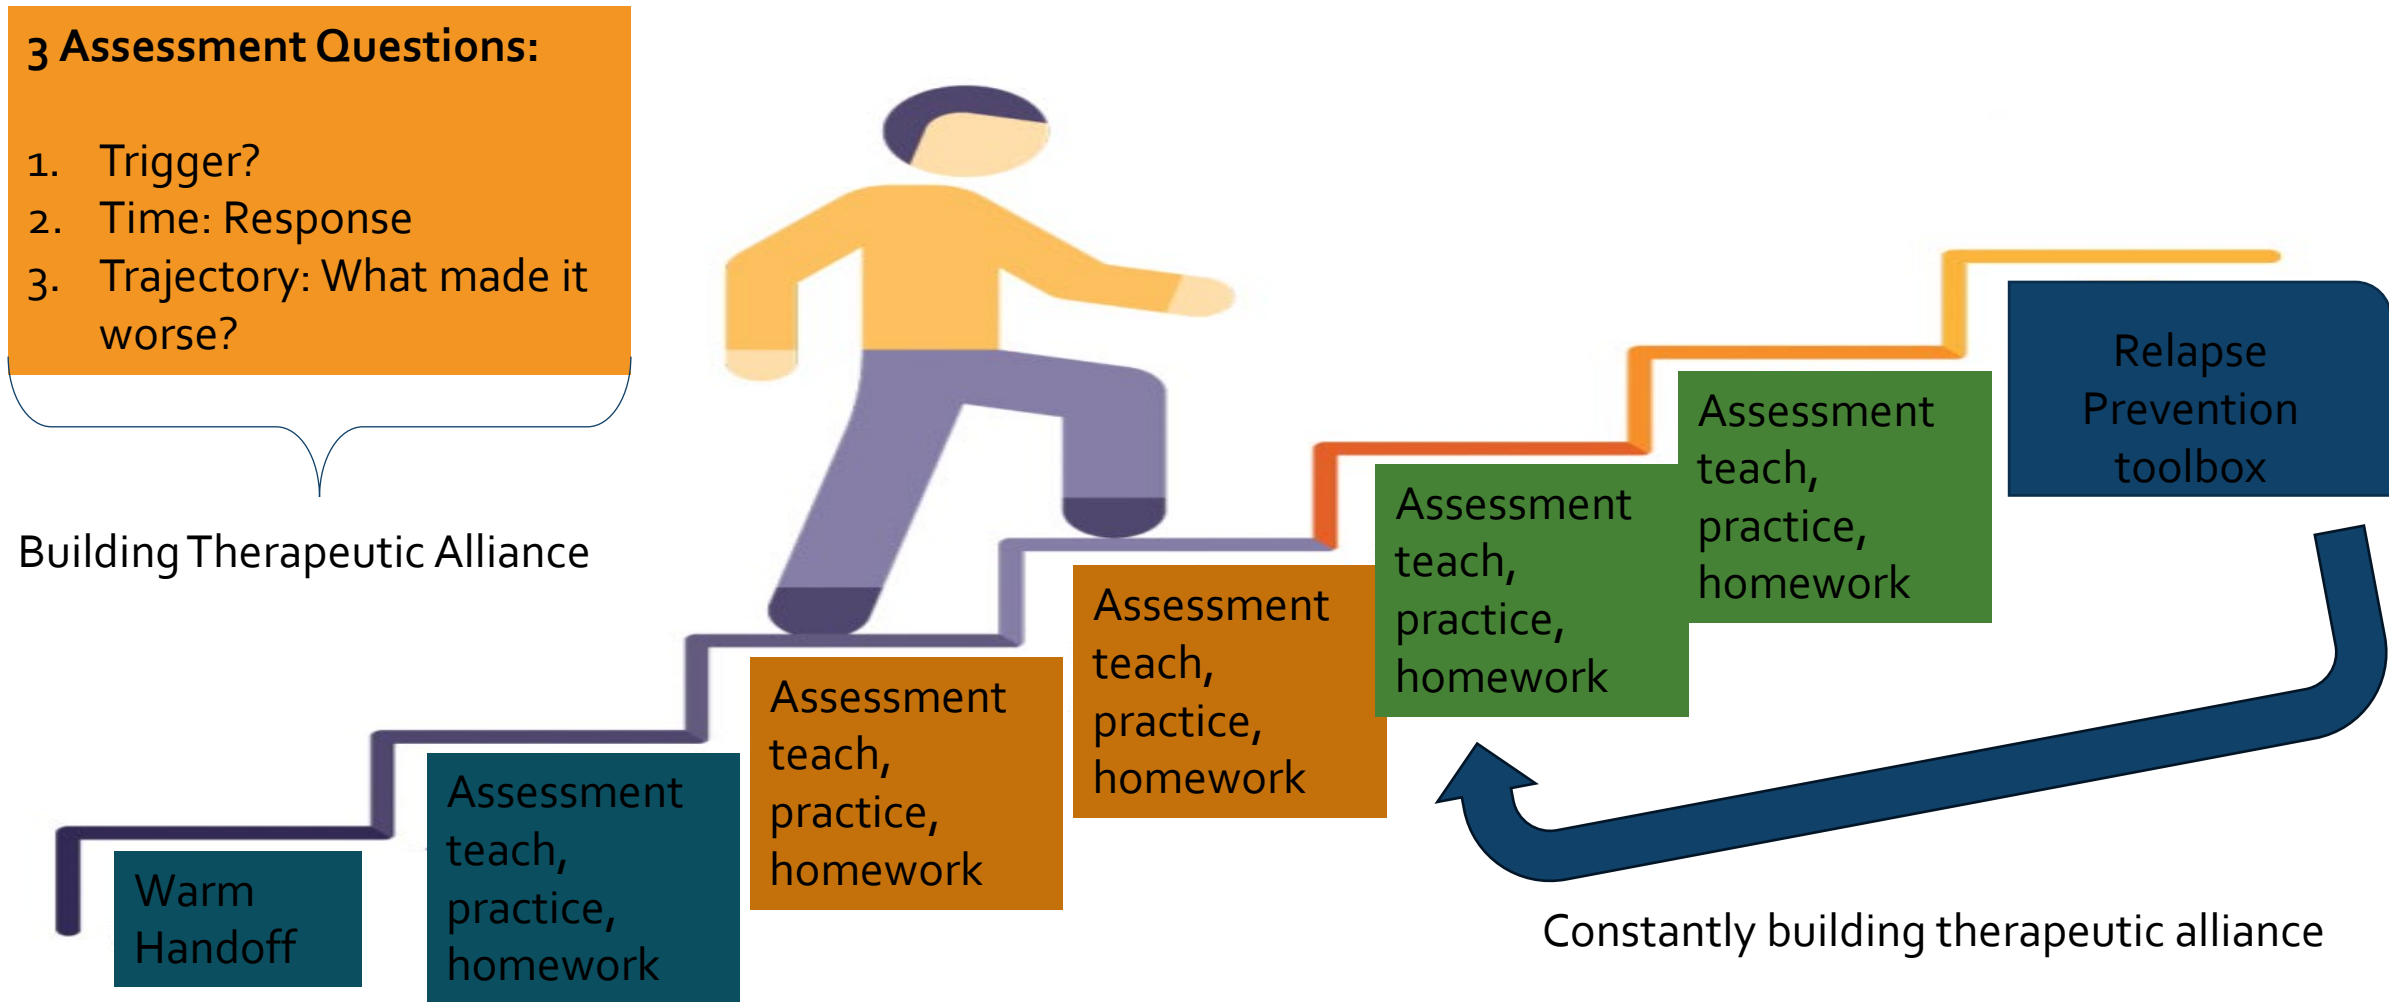 3 Assessment Questions:
1. Trigger?
2. Time: Response
3. Trajectory: What made it
worse?
Building Therapeutic Alliance
Warm
Handoff
Assessment
teach,
practice,
homework
Assessment
teach,
practice,
homework
Assessment
teach,
practice,
homework
Assessment
teach,
practice,
homework
Assessment
teach,
practice,
homework
Relapse
Prevention
toolbox
Constantly building therapeutic alliance